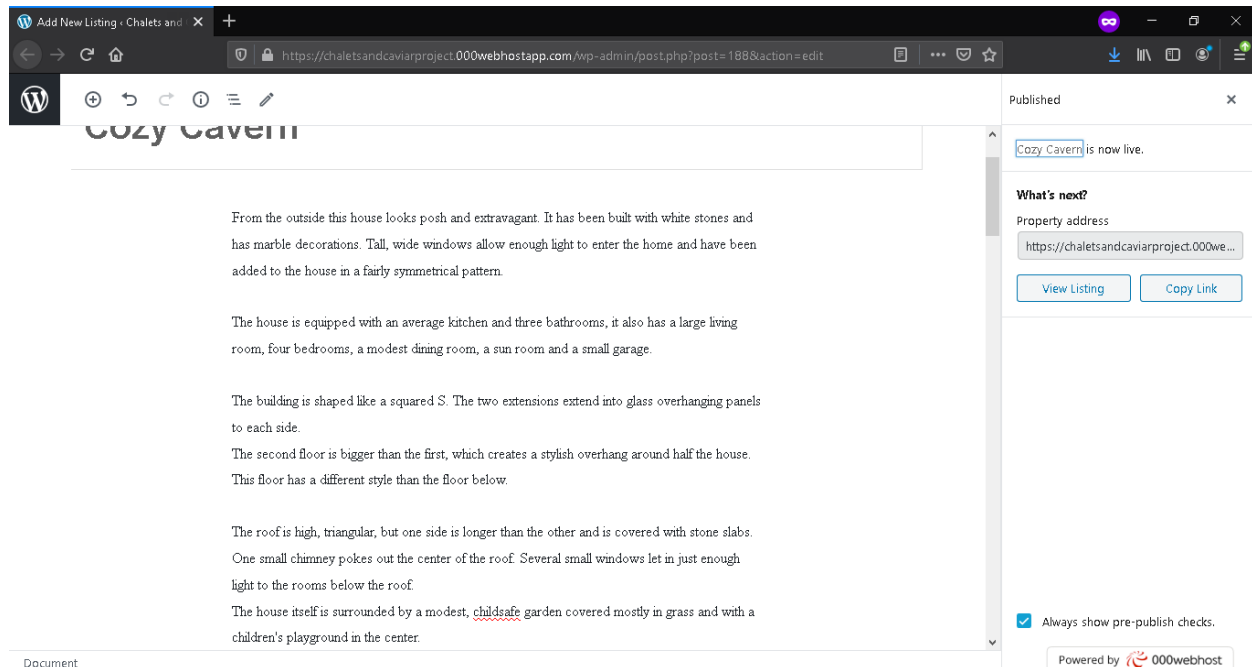 Add New Listing ‹ Chalets and
https://chaletsandcaviarproject.000webhostapp.com/wp-admin/post.php?post=188&action=edit
Cozy Cavern
From the outside this house looks posh and extravagant. It has been built with white stones and
has marble decorations. Tall, wide windows allow enough light to enter the home and have been
added to the house in a fairly symmetrical pattern.
The house is equipped with an average kitchen and three bathrooms, it also has a large living
room, four bedrooms, a modest dining room, a sun room and a small garage.
The building is shaped like a squared S. The two extensions extend into glass overhanging panels
to each side.
The second floor is bigger than the first, which creates a stylish overhang around half the house.
This floor has a different style than the floor below.
The roof is high, triangular, but one side is longer than the other and is covered with stone slabs.
One small chimney pokes out the center of the roof. Several small windows let in just enough
light to the rooms below the roof.
The house itself is surrounded by a modest, childsafe garden covered mostly in grass and with a
children's playground in the center.
Document
Published
Cozy Cavern is now live.
What's next?
Property address
https://chaletsandcaviarproject.000we...
View Listing
Copy Link
Always show pre-publish checks.
Powered by 000webhost